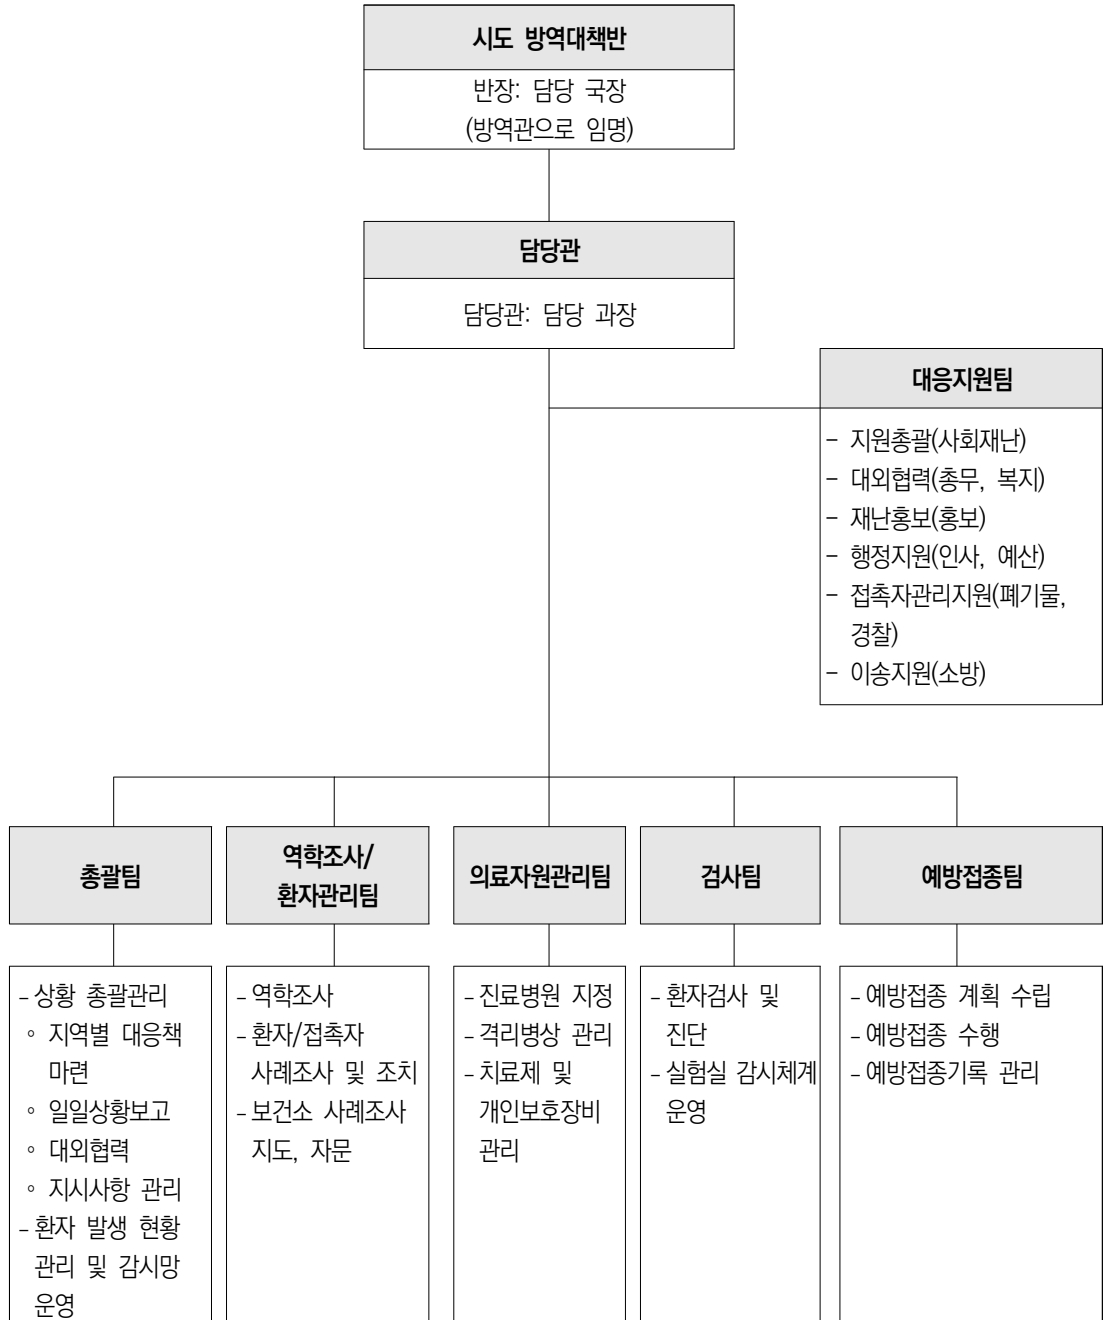 시도 방역대책반
반장: 담당 국장
(방역관으로 임명)
담당관
담당관: 담당 과장
대응지원팀
- 지원총괄(사회재난)
- 대외협력(총무, 복지)
- 재난홍보(홍보)
- 행정지원(인사, 예산)
- 접촉자관리지원(폐기물,
경찰)
- 이송지원(소방)
총괄팀
- 상황 총괄관리
◦ 지역별 대응책
마련
◦ 일일상황보고
◦ 대외협력
◦ 지시사항 관리
- 환자 발생 현황
관리 및 감시망
운영
역학조사/
환자관리팀
- 역학조사
- 환자/접촉자
사례조사 및 조치
- 보건소 사례조사
지도, 자문
의료자원관리팀
- 진료병원 지정
- 격리병상 관리
- 치료제 및
개인보호장비
관리
검사팀
- 환자검사 및
진단
- 실험실 감시체계
운영
예방접종팀
- 예방접종 계획 수립
- 예방접종 수행
- 예방접종기록 관리